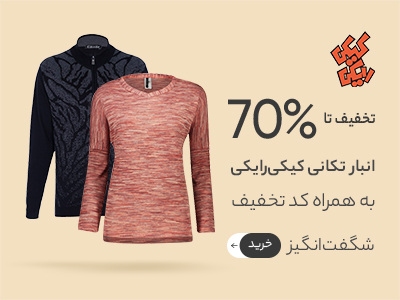 کیکی
رایکی
تخفیف تا 70%
انبار تکانی کیکی‌رایکی
به همراه کد تخفیف
شگفت‌انگیز خرید